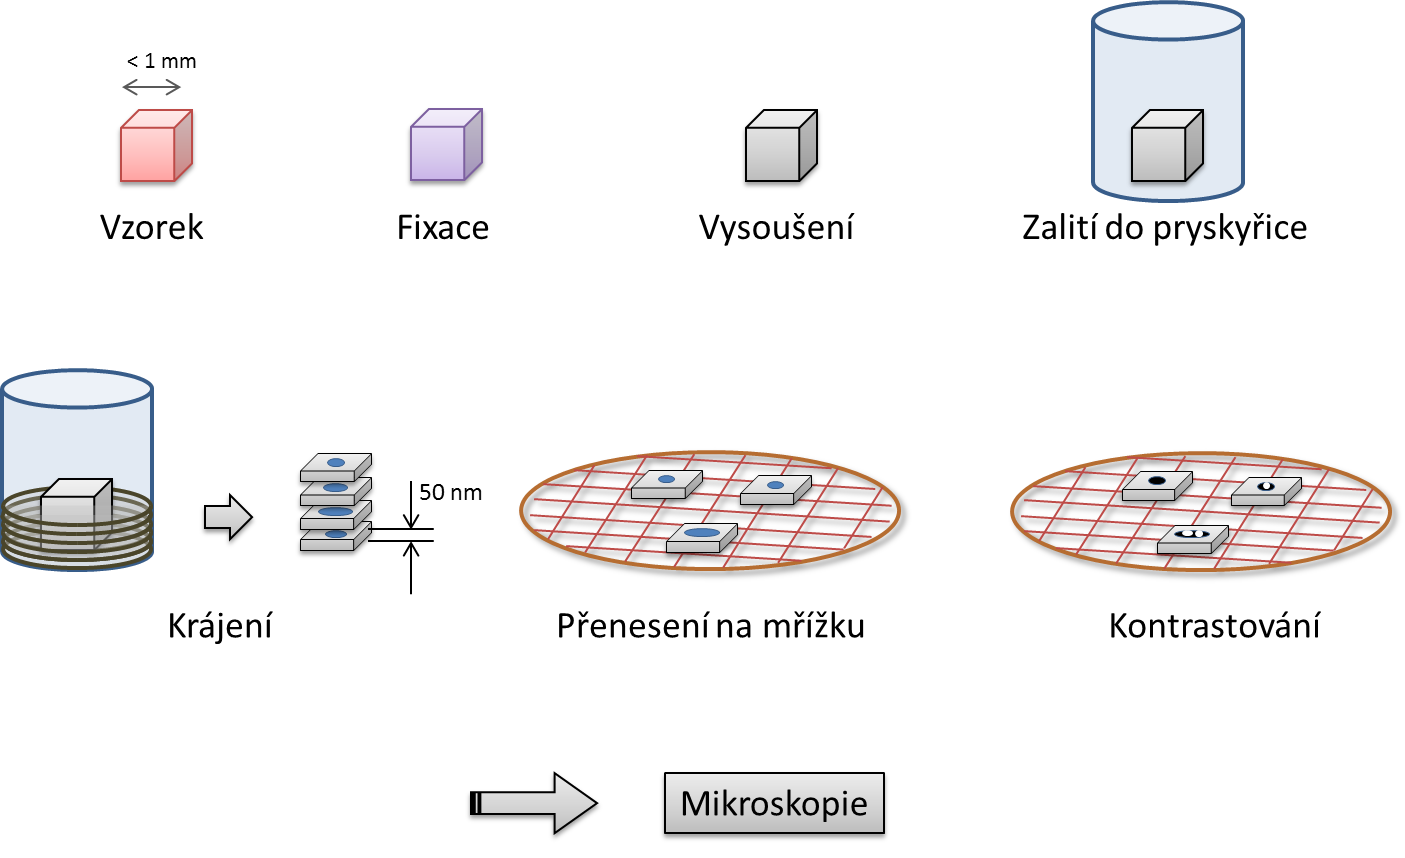 < 1 mm
Vzorek
Fixace
Vysoušení
Zalití do pryskyřice
50 nm
Krájení
Přenesení na mřížku
Kontrastování
Mikroskopie